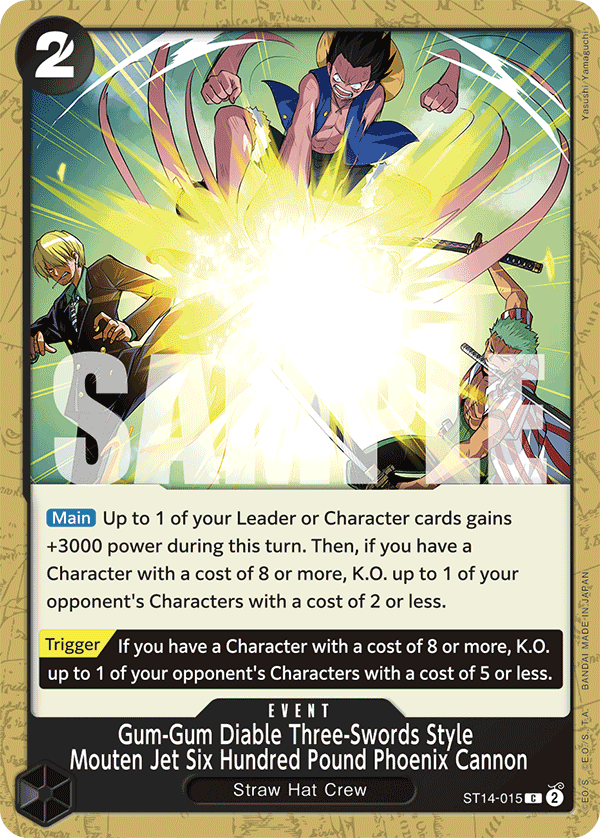 2
Yasushi Yamaguchi
SAMPLE
Main Up to 1 of your Leader or Character cards gains
+3000 power during this turn. Then, if you have a
Character with a cost of 8 or more, K.O. up to 1 of your
opponent's Characters with a cost of 2 or less.
Trigger If you have a Character with a cost of 8 or more, K.O.
up to 1 of your opponent's Characters with a cost of 5 or less.
©E.O.S. ©E.O.S.,T.A. BANDAI MADE IN JAPAN
EVENT
Gum-Gum Diable Three-Swords Style
Mouten Jet Six Hundred Pound Phoenix Cannon
Straw Hat Crew
ST14-015 C 2